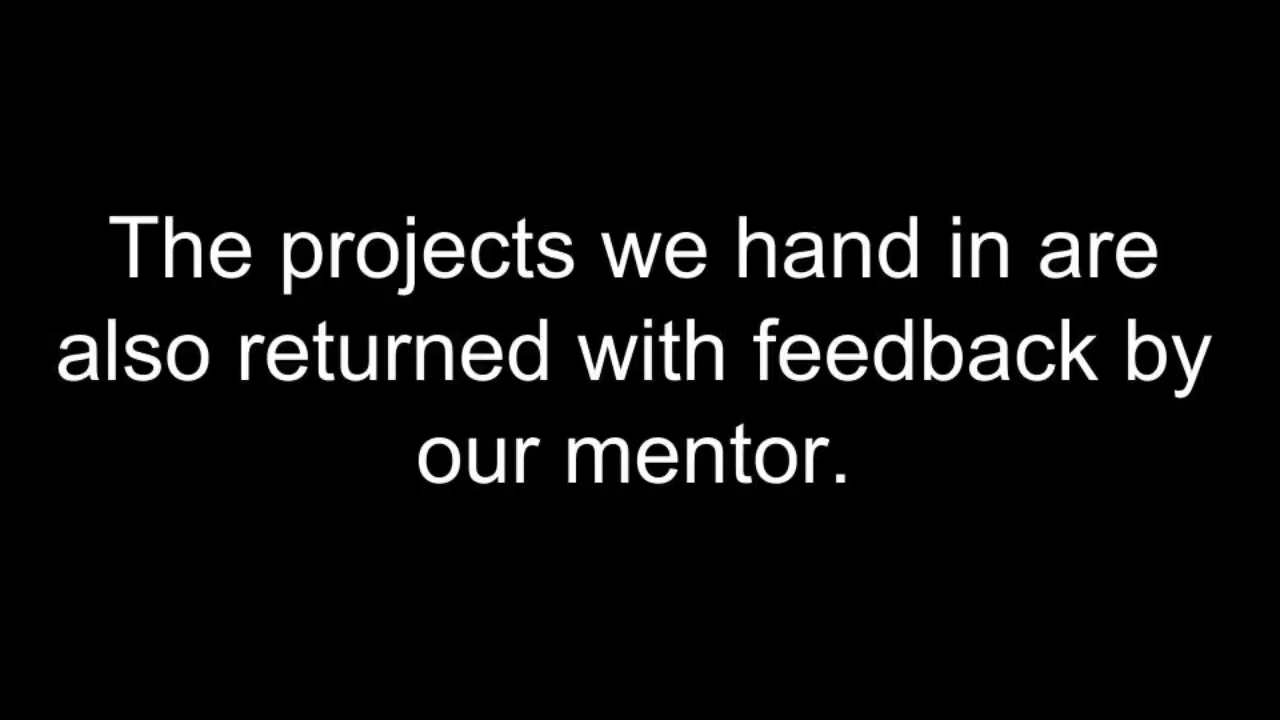 The projects we hand in are
also returned with feedback by
our mentor.